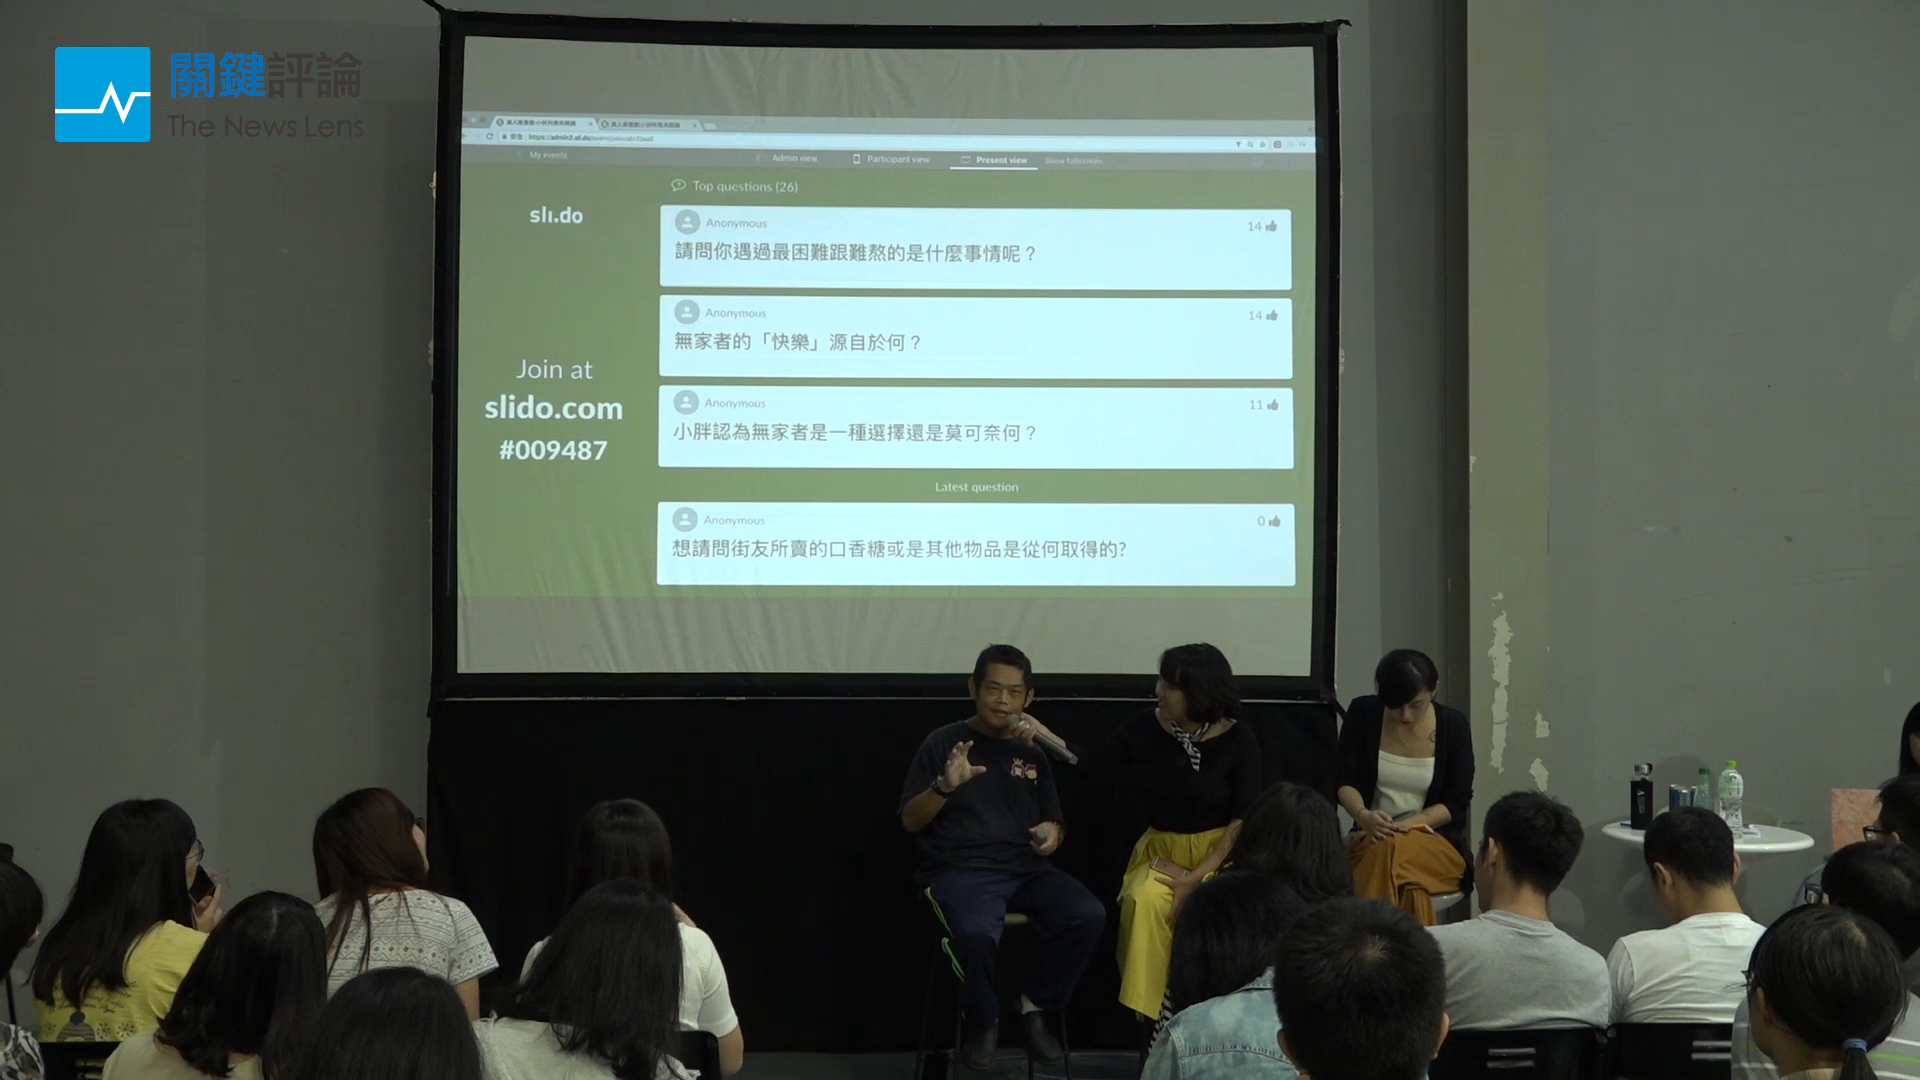 關鍵評論
The News Lens
My events
Admin view
Participant view
Present view
Show fullscreen
Top questions (26)
sli.do
Anonymous
14
請問你遇過最困難跟難熬的是什麼事情呢？
Anonymous
14
無家者的「快樂」源自於何？
Join at
slido.com
#009487
Anonymous
11
小胖認為無家者是一種選擇還是莫可奈何？
Latest question
Anonymous
0
想請問街友所賣的口香糖或是其他物品是從何取得的?